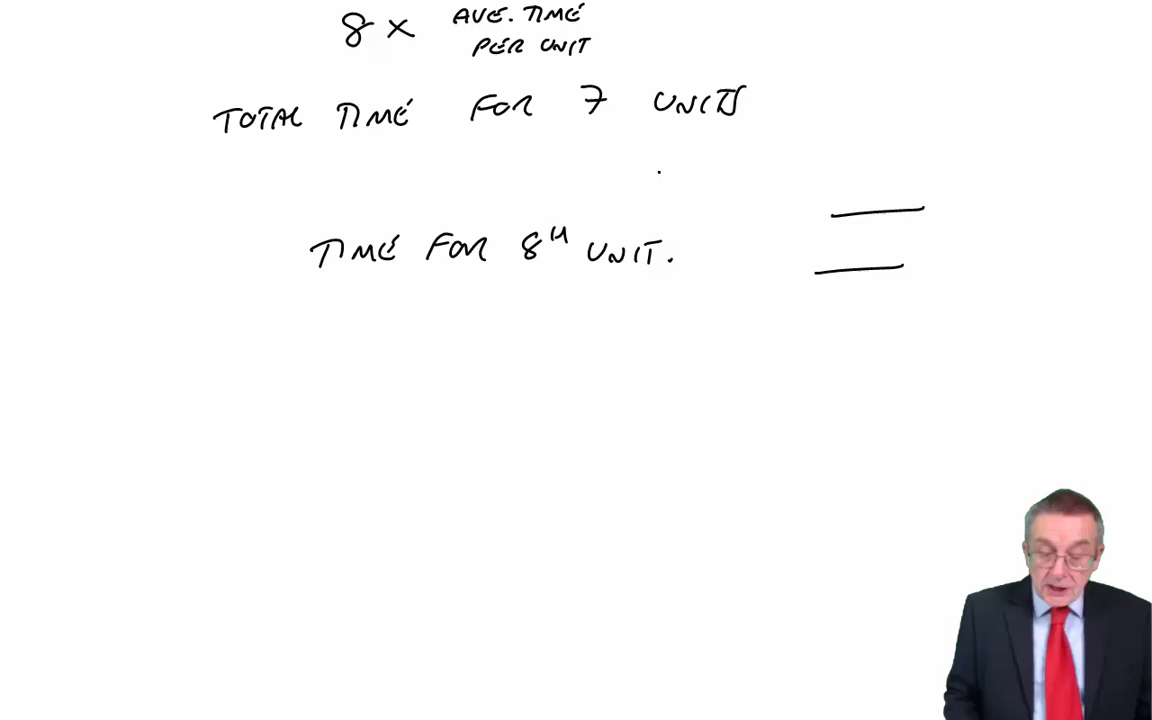 8 × AVE. TIME
PER UNIT
TOTAL TIME FOR 7 UNITS
TIME FOR 8TH UNIT.